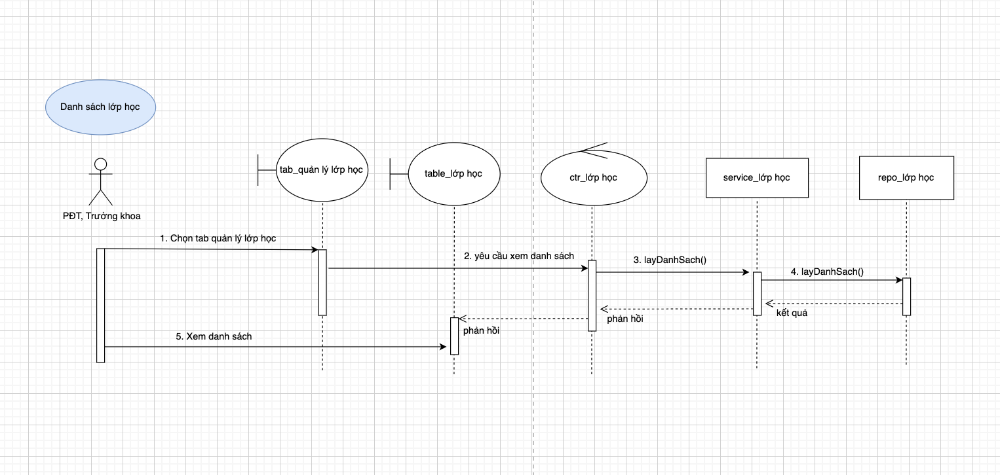 Danh sách lớp học
tab_quản lý lớp học
table_lớp học
ctr_lớp học
service_lớp học
repo_lớp học
PĐT, Trưởng khoa
1. Chọn tab quản lý lớp học
2. yêu cầu xem danh sách
3. layDanhSach()
4. layDanhSach()
kết quả
phản hồi
phản hồi
5. Xem danh sách